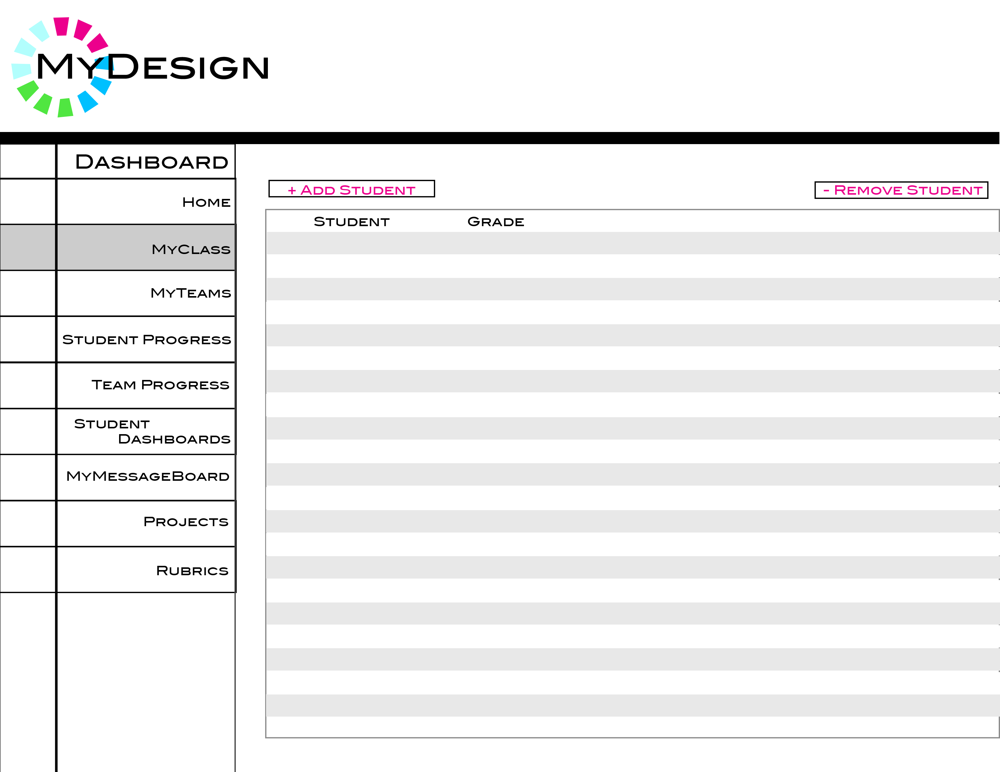 MyDesign
Dashboard
Home
MyClass
MyTeams
Student Progress
Team Progress
Student
Dashboards
MyMessageBoard
Projects
Rubrics
+ Add Student
- Remove Student
Student Grade